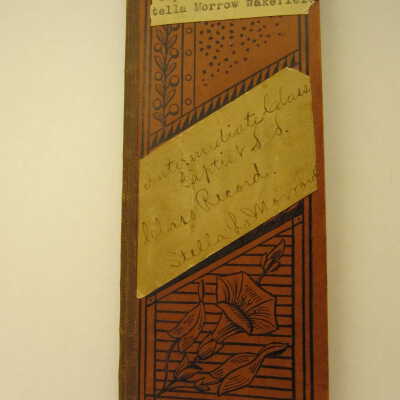 Stella Morrow Wakefield
Intermediate Class
Baptist S. S.
Class Record.
Stella L. Morrow